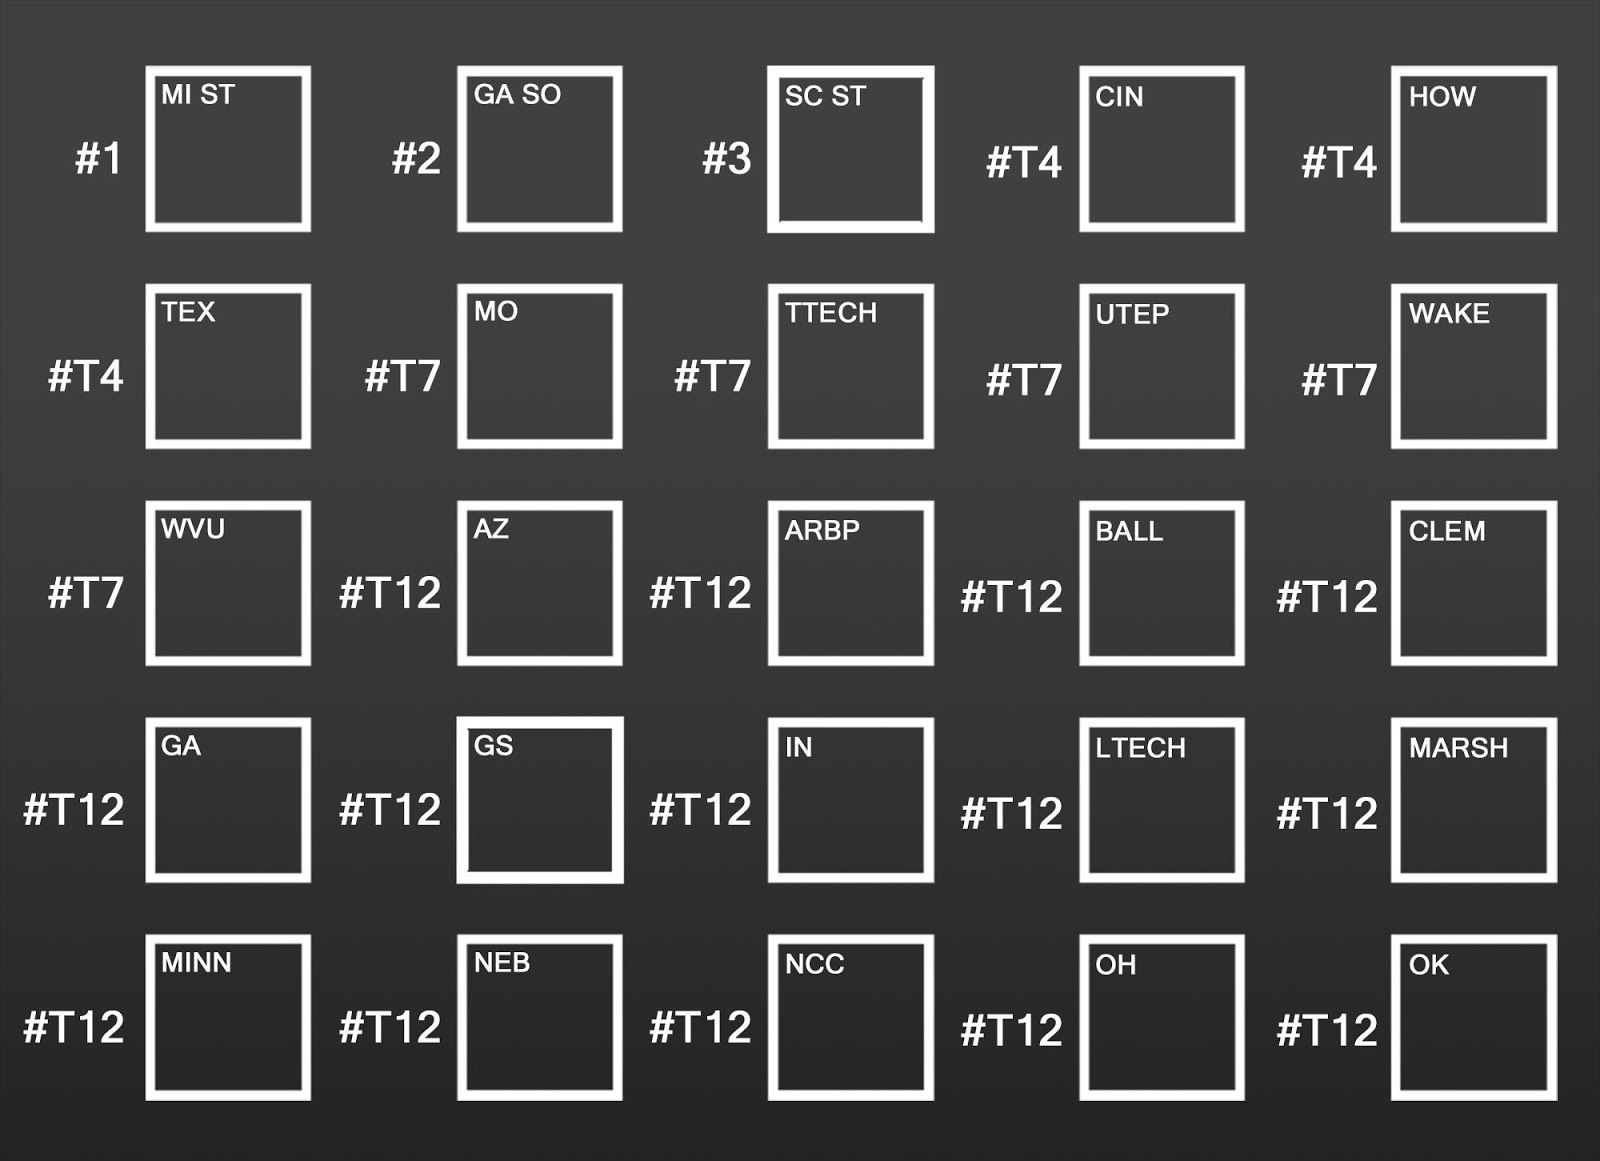 #1 MI ST
#2 GA SO
#3 SC ST
#T4 CIN
#T4 HOW
#T4 TEX
#T7 MO
#T7 TTECH
#T7 UTEP
#T7 WAKE
#T7 WVU
#T12 AZ
#T12 ARBP
#T12 BALL
#T12 CLEM
#T12 GA
#T12 GS
#T12 IN
#T12 LTECH
#T12 MARSH
#T12 MINN
#T12 NEB
#T12 NCC
#T12 OH
#T12 OK